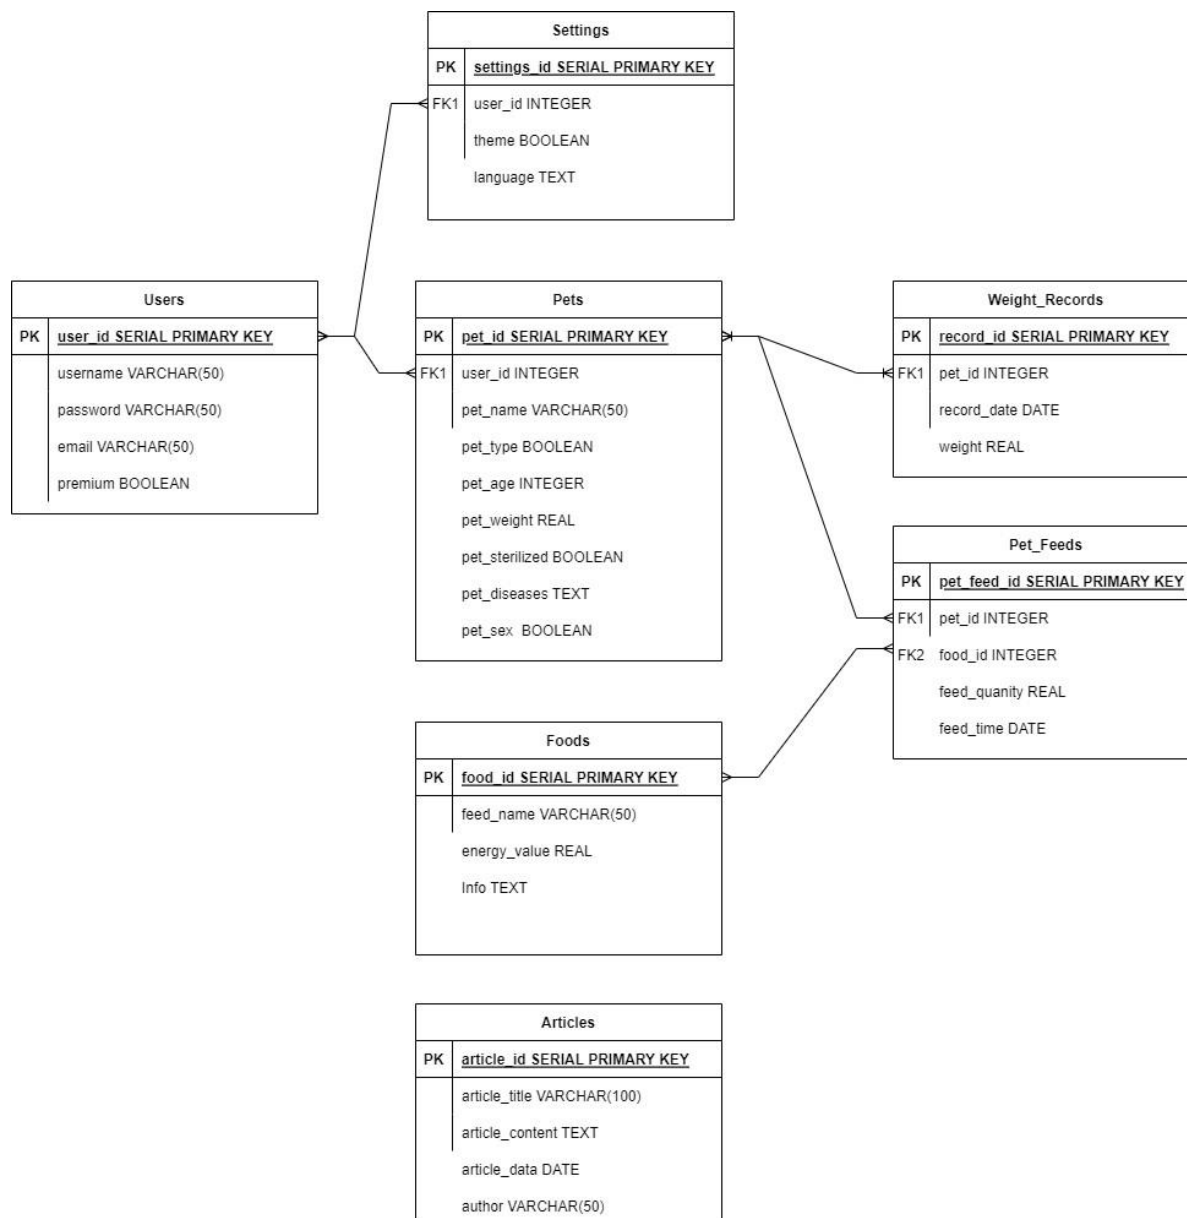 Settings
PK settings_id SERIAL PRIMARY KEY
FK1 user_id INTEGER
theme BOOLEAN
language TEXT
Users
PK user_id SERIAL PRIMARY KEY
username VARCHAR(50)
password VARCHAR(50)
email VARCHAR(50)
premium BOOLEAN
Pets
PK pet_id SERIAL PRIMARY KEY
FK1 user_id INTEGER
pet_name VARCHAR(50)
pet_type BOOLEAN
pet_age INTEGER
pet_weight REAL
pet_sterilized BOOLEAN
pet_diseases TEXT
pet_sex BOOLEAN
Weight_Records
PK record_id SERIAL PRIMARY KEY
FK1 pet_id INTEGER
record_date DATE
weight REAL
Pet_Feeds
PK pet_feed_id SERIAL PRIMARY KEY
FK1 pet_id INTEGER
FK2 food_id INTEGER
feed_quanity REAL
feed_time DATE
Foods
PK food_id SERIAL PRIMARY KEY
feed_name VARCHAR(50)
energy_value REAL
Info TEXT
Articles
PK article_id SERIAL PRIMARY KEY
article_title VARCHAR(100)
article_content TEXT
article_data DATE
author VARCHAR(50)